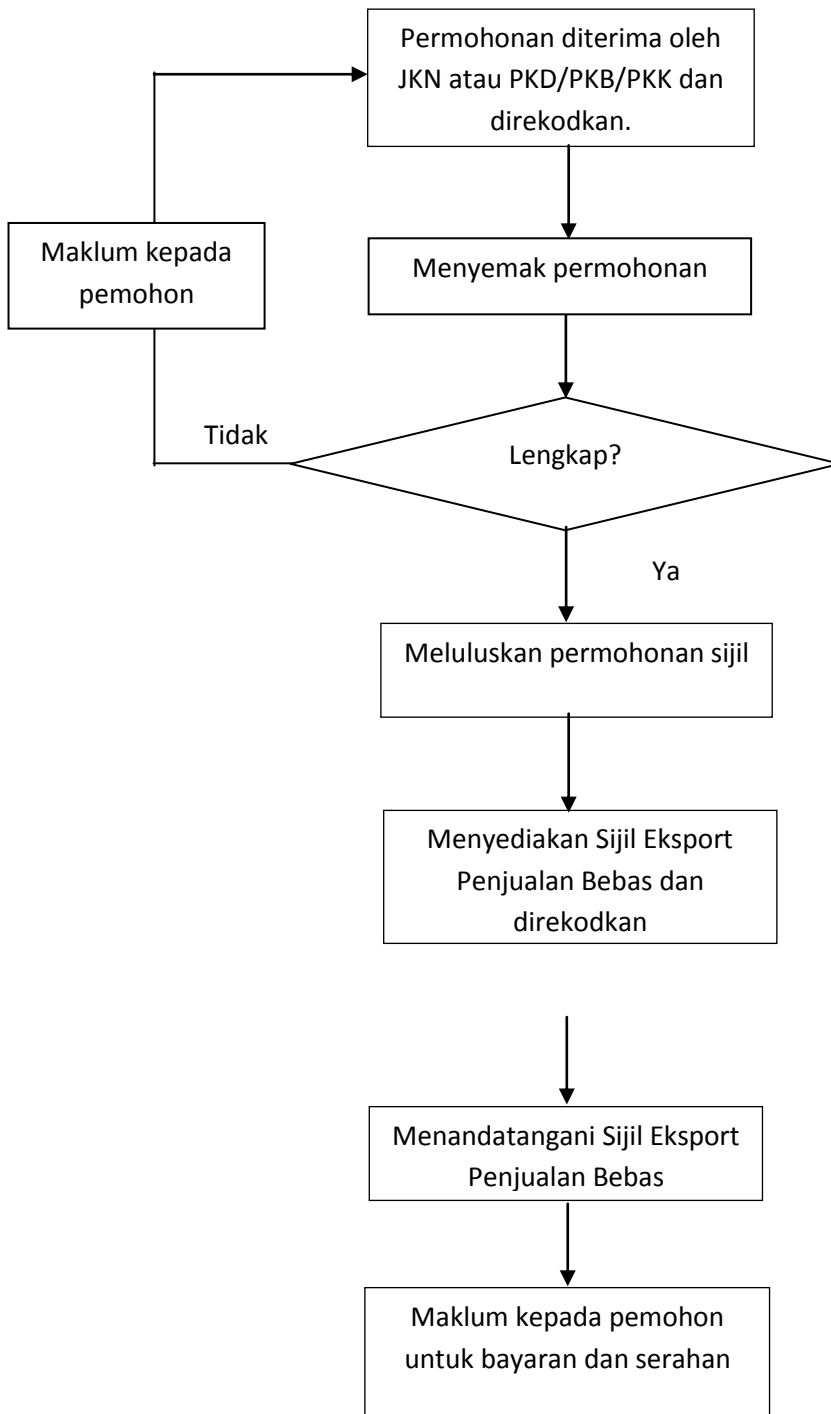 Permohonan diterima oleh
JKN atau PKD/PKB/PKK dan
direkodkan.
Maklum kepada
pemohon
Menyemak permohonan
Tidak
Lengkap?
Ya
Meluluskan permohonan sijil
Menyediakan Sijil Eksport
Penjualan Bebas dan
direkodkan
Menandatangani Sijil Eksport
Penjualan Bebas
Maklum kepada pemohon
untuk bayaran dan serahan